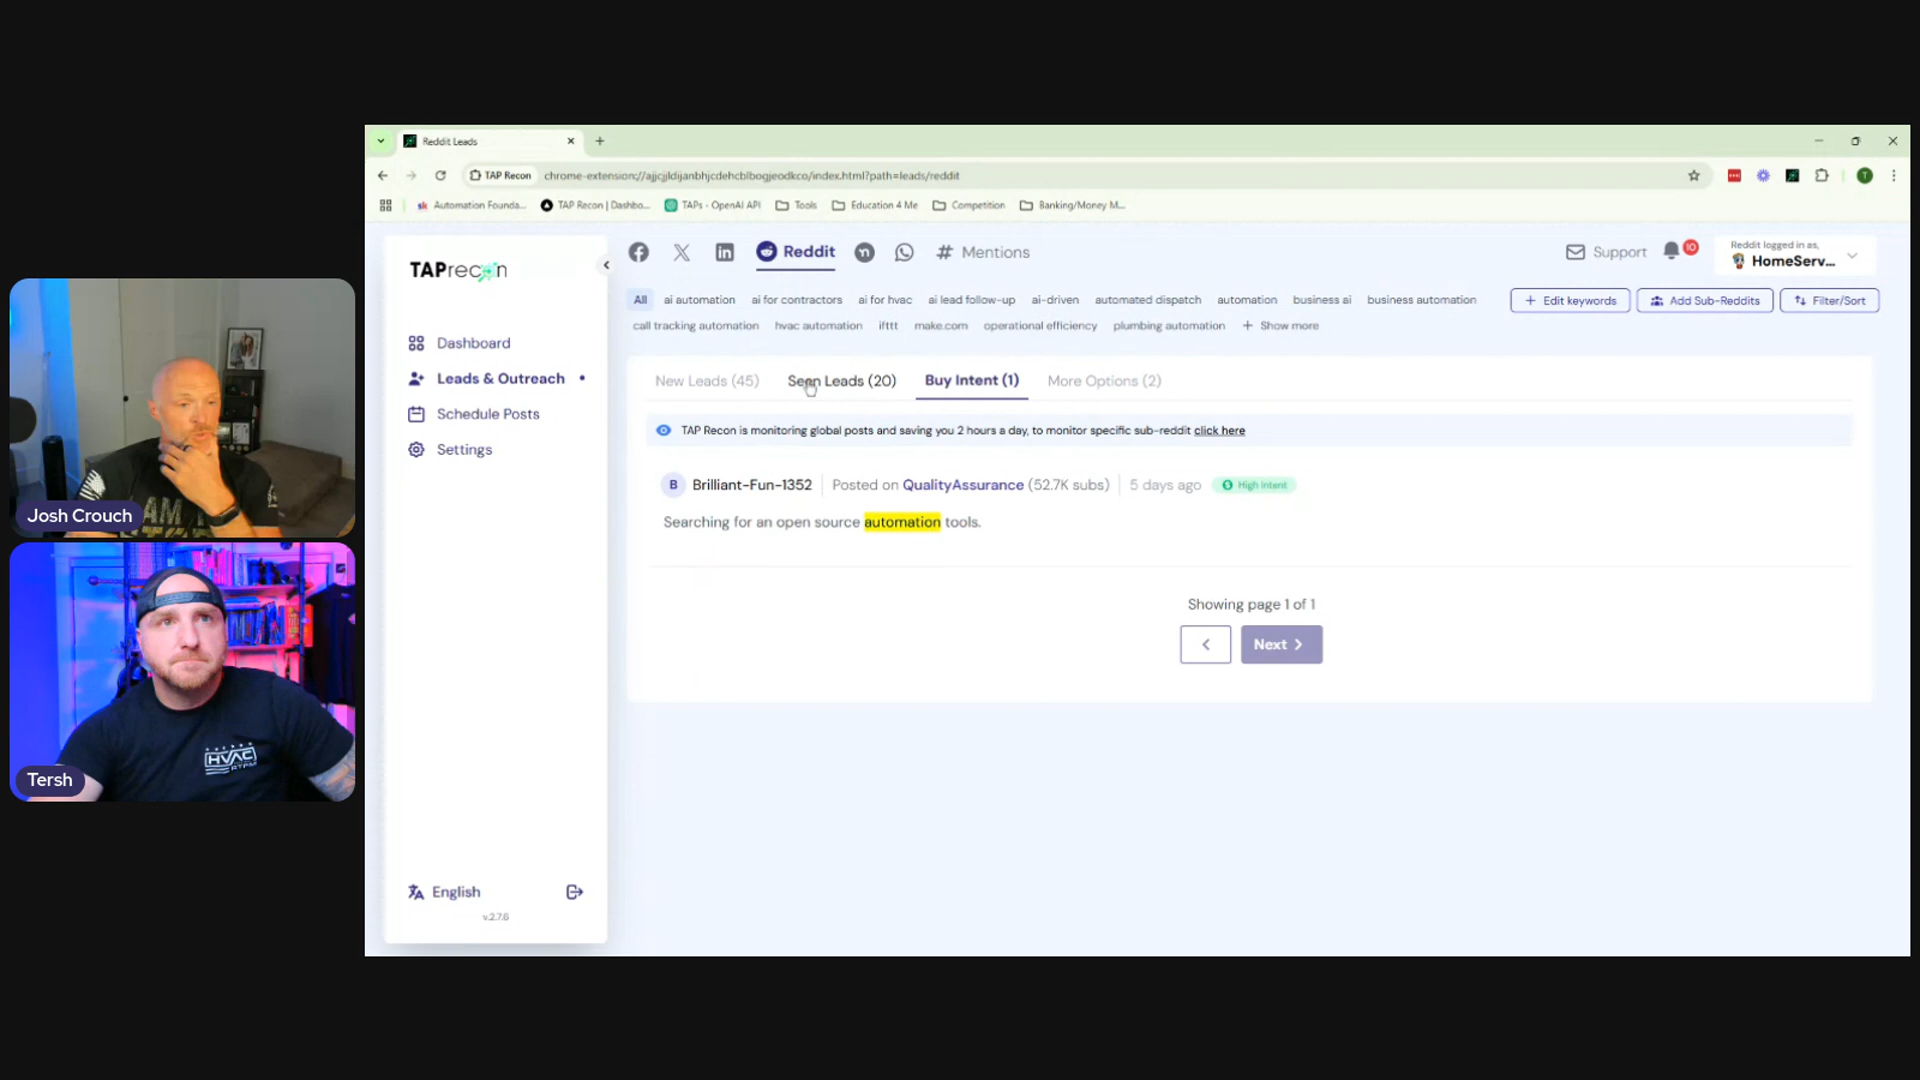 Reddit Leads
TAP Recon chrome-extension://ajjcjjldijanbhjcdehcblbogjeodkco/index.html?path=leads/reddit
Automation Founda... TAP Recon | Dashbo... TAPs - OpenAI API Tools Education 4 Me Competition Banking/Money M...
TAPrecon
Reddit # Mentions Support 10 Reddit logged in as,
HomeServ...
All ai automation ai for contractors ai for hvac ai lead follow-up ai-driven automated dispatch automation business ai business automation + Edit keywords Add Sub-Reddits Filter/Sort
call tracking automation hvac automation ifttt make.com operational efficiency plumbing automation + Show more
Dashboard
Leads & Outreach
Schedule Posts
Settings
New Leads (45) Seen Leads (20) Buy Intent (1) More Options (2)
TAP Recon is monitoring global posts and saving you 2 hours a day, to monitor specific sub-reddit click here
B Brilliant-Fun-1352 Posted on QualityAssurance (52.7K subs) 5 days ago High Intent
Searching for an open source automation tools.
Showing page 1 of 1
Next
English
v.2.7.6
Josh Crouch
HVAC
Tersh